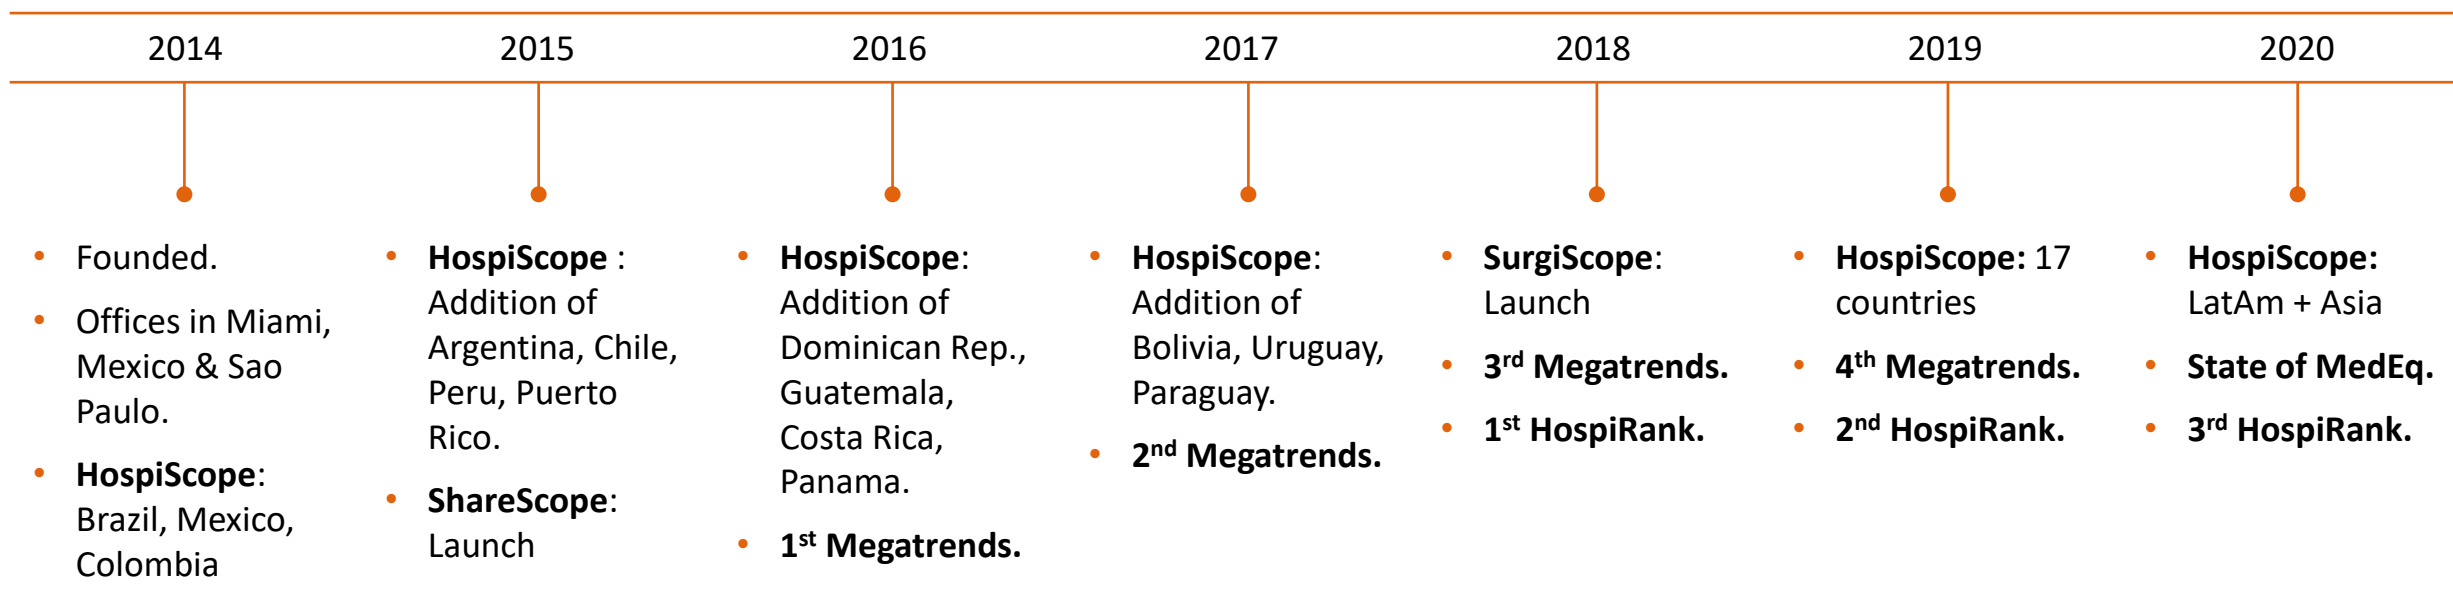 2014
2015
2016
2017
2018
2019
2020
• Founded.
• Offices in Miami,
Mexico & Sao
Paulo.
• HospiScope:
Brazil, Mexico,
Colombia
• HospiScope :
Addition of
Argentina, Chile,
Peru, Puerto
Rico.
• ShareScope:
Launch
• HospiScope:
Addition of
Dominican Rep.,
Guatemala,
Costa Rica,
Panama.
• 1st Megatrends.
• HospiScope:
Addition of
Bolivia, Uruguay,
Paraguay.
• 2nd Megatrends.
• SurgiScope:
Launch
• 3rd Megatrends.
• 1st HospiRank.
• HospiScope: 17
countries
• 4th Megatrends.
• 2nd HospiRank.
• HospiScope:
LatAm + Asia
• State of MedEq.
• 3rd HospiRank.